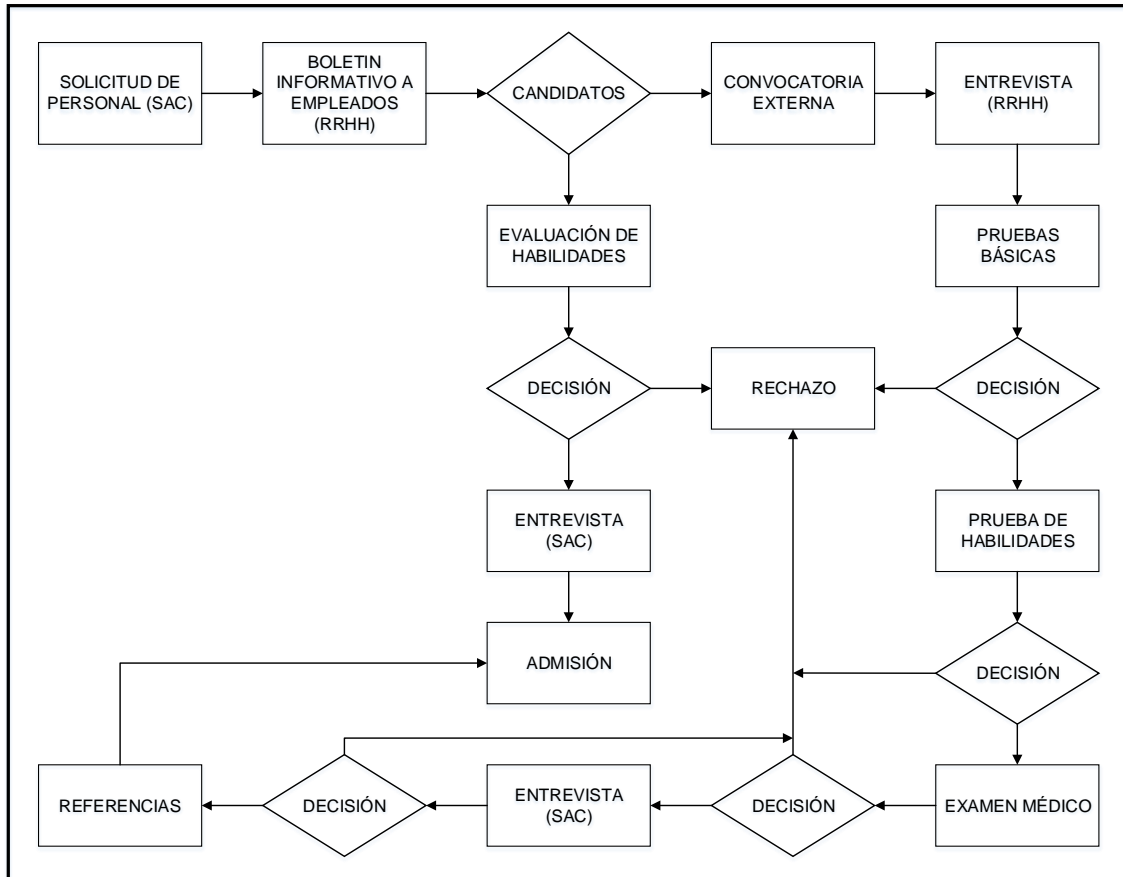 SOLICITUD DE
PERSONAL (SAC)
BOLETIN
INFORMATIVO A
EMPLEADOS
(RRHH)
CANDIDATOS
CONVOCATORIA
EXTERNA
ENTREVISTA
(RRHH)
EVALUACIÓN DE
HABILIDADES
PRUEBAS
BÁSICAS
DECISIÓN
RECHAZO
DECISIÓN
ENTREVISTA
(SAC)
PRUEBA DE
HABILIDADES
ADMISIÓN
DECISIÓN
REFERENCIAS
DECISIÓN
ENTREVISTA
(SAC)
DECISIÓN
EXAMEN MÉDICO